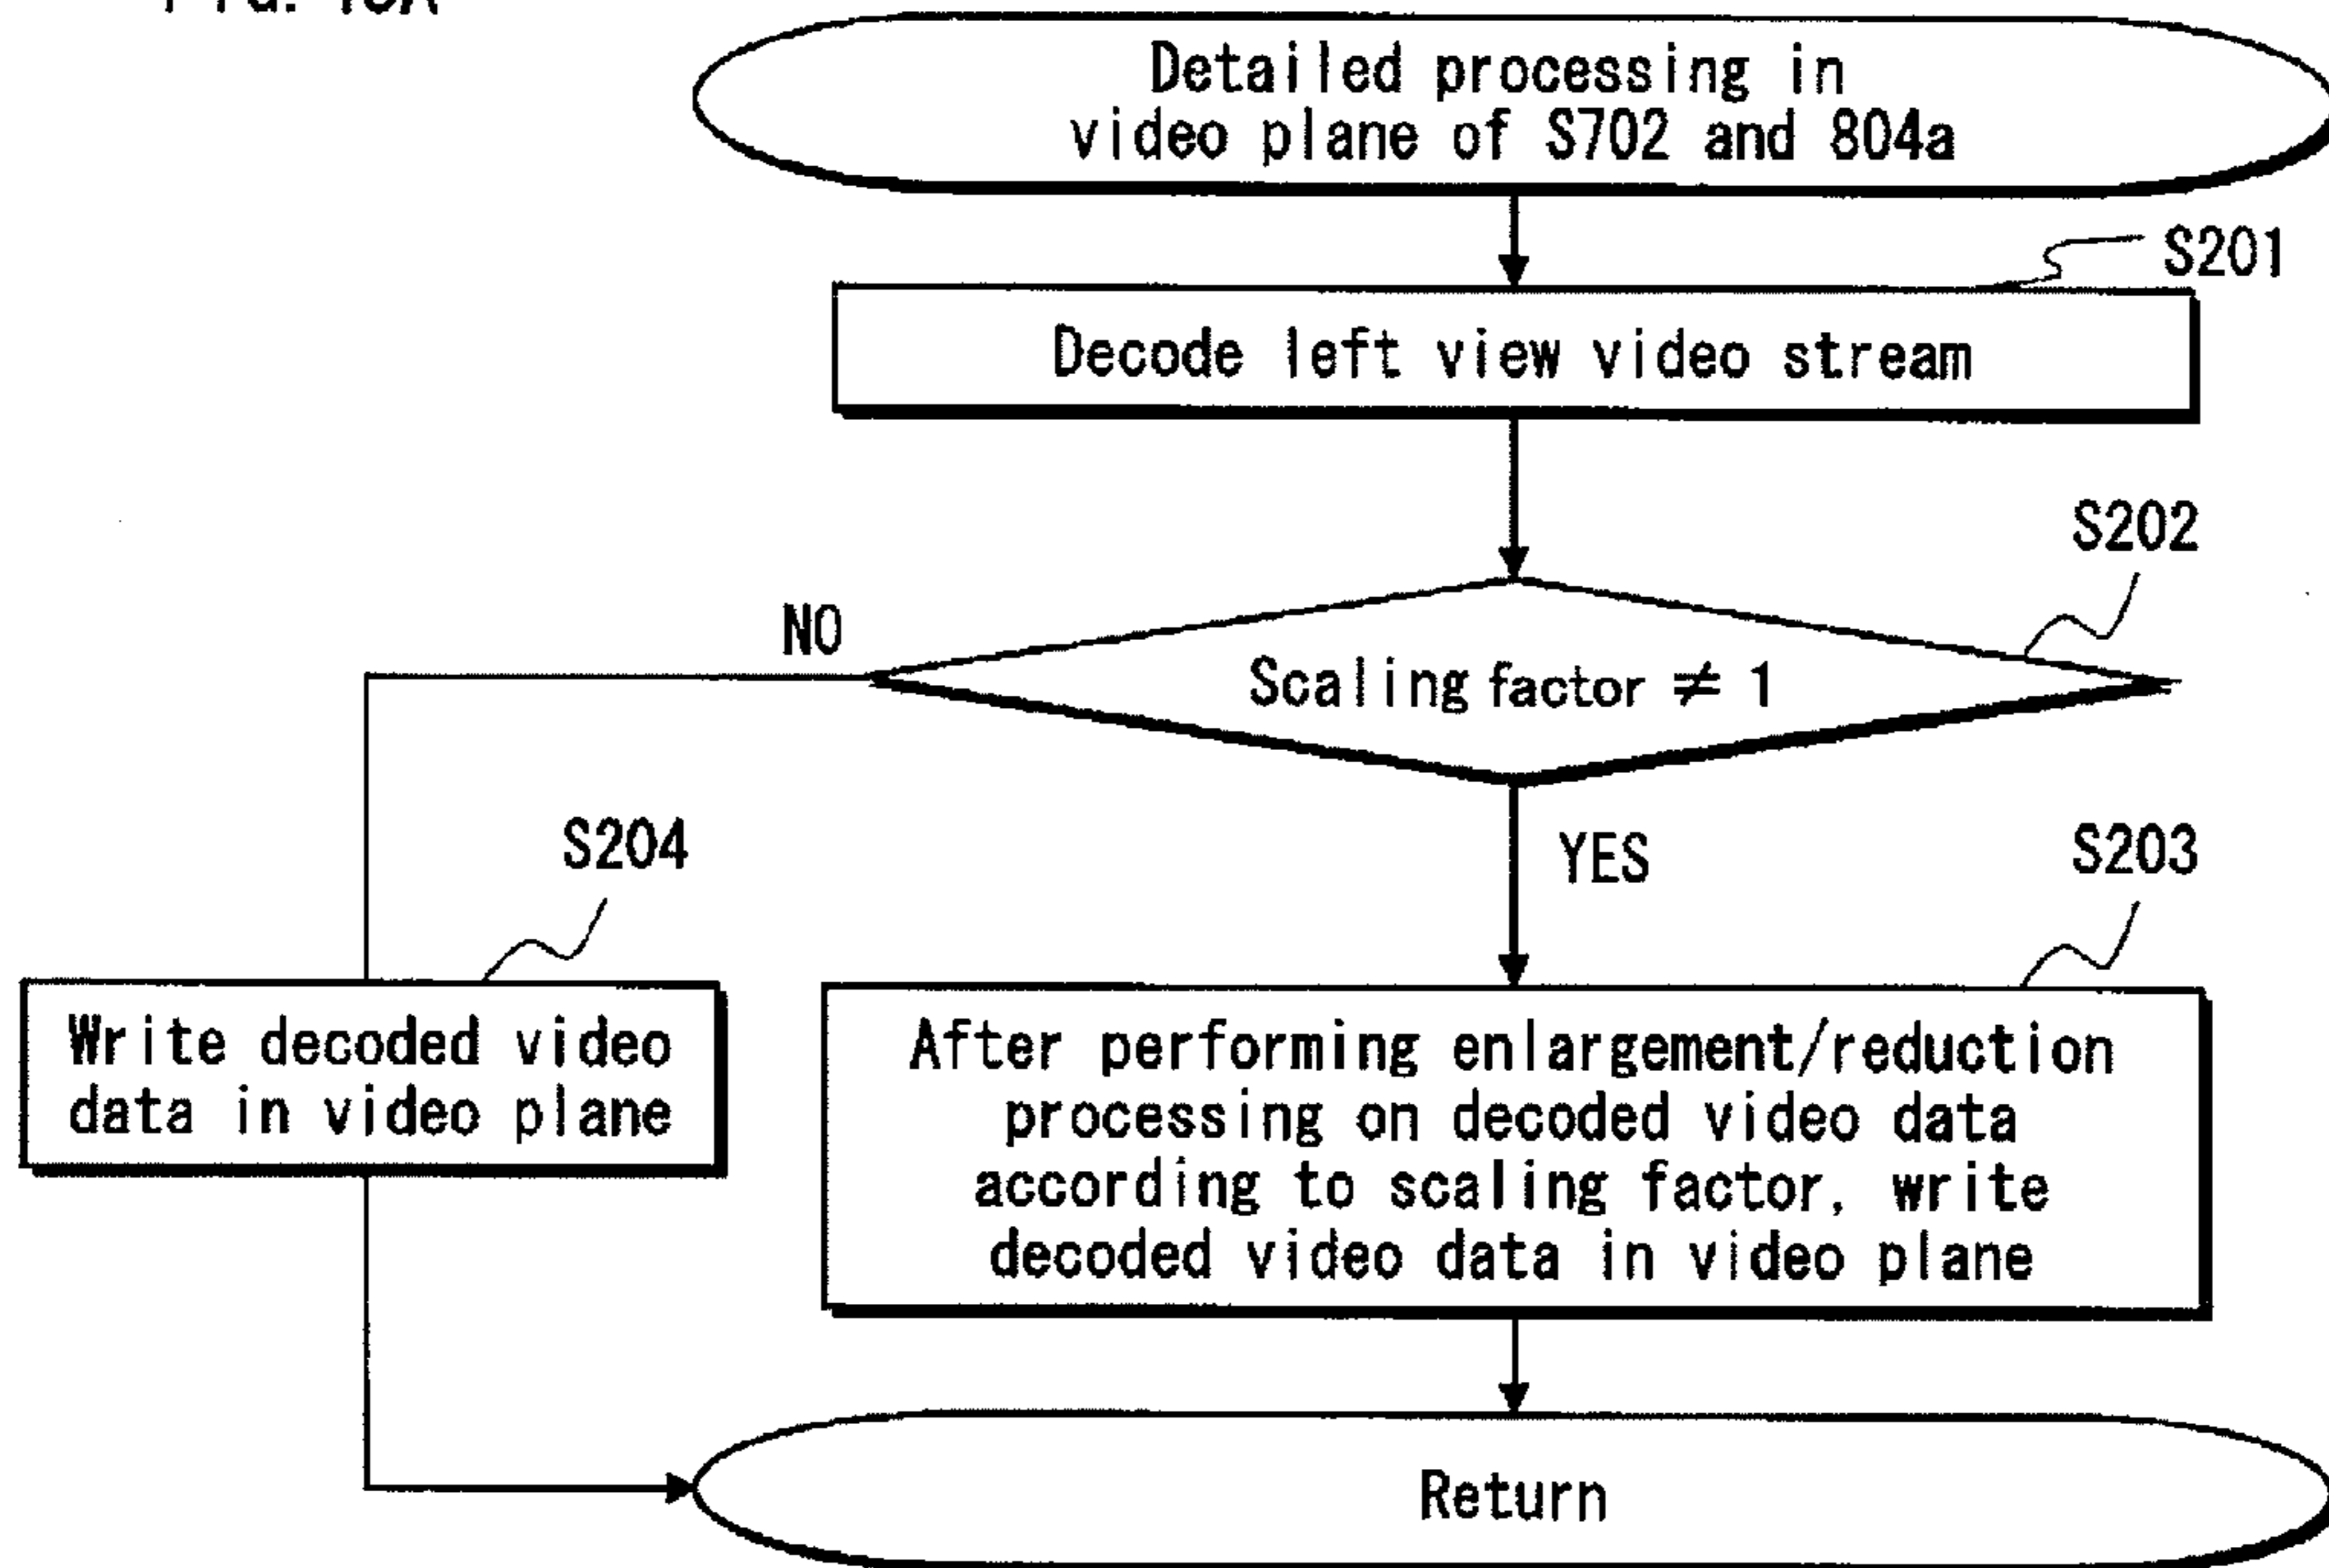 Detailed processing in
video plane of S702 and 804a
S201
Decode left view video stream
S202
NO
Scaling factor ≠ 1
S204
YES
S203
Write decoded video
data in video plane
After performing enlargement/reduction
processing on decoded video data
according to scaling factor, write
decoded video data in video plane
Return